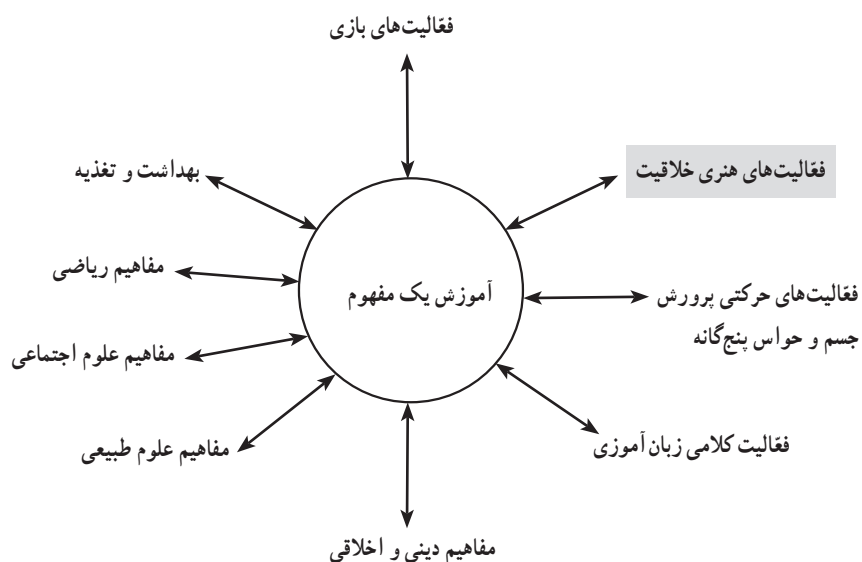 فعّالیت‌های بازی
فعّالیت‌های هنری خلاقیت
بهداشت و تغذیه
مفاهیم ریاضی
آموزش یک مفهوم
فعّالیت‌های حرکتی پرورش
جسم و حواس پنج‌گانه
مفاهیم علوم اجتماعی
فعّالیت کلامی زبان آموزی
مفاهیم علوم طبیعی
مفاهیم دینی و اخلاقی